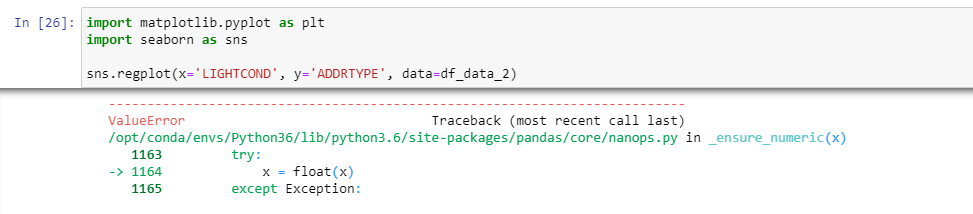 In [26]: import matplotlib.pyplot as plt
import seaborn as sns
sns.regplot(x='LIGHTCOND', y='ADDRTYPE', data=df_data_2)
---------------------------------------------------------------------------
ValueError                                Traceback (most recent call last)
/opt/conda/envs/Python36/lib/python3.6/site-packages/pandas/core/nanops.py in _ensure_numeric(x)
   1163         try:
-> 1164             x = float(x)
   1165         except Exception: